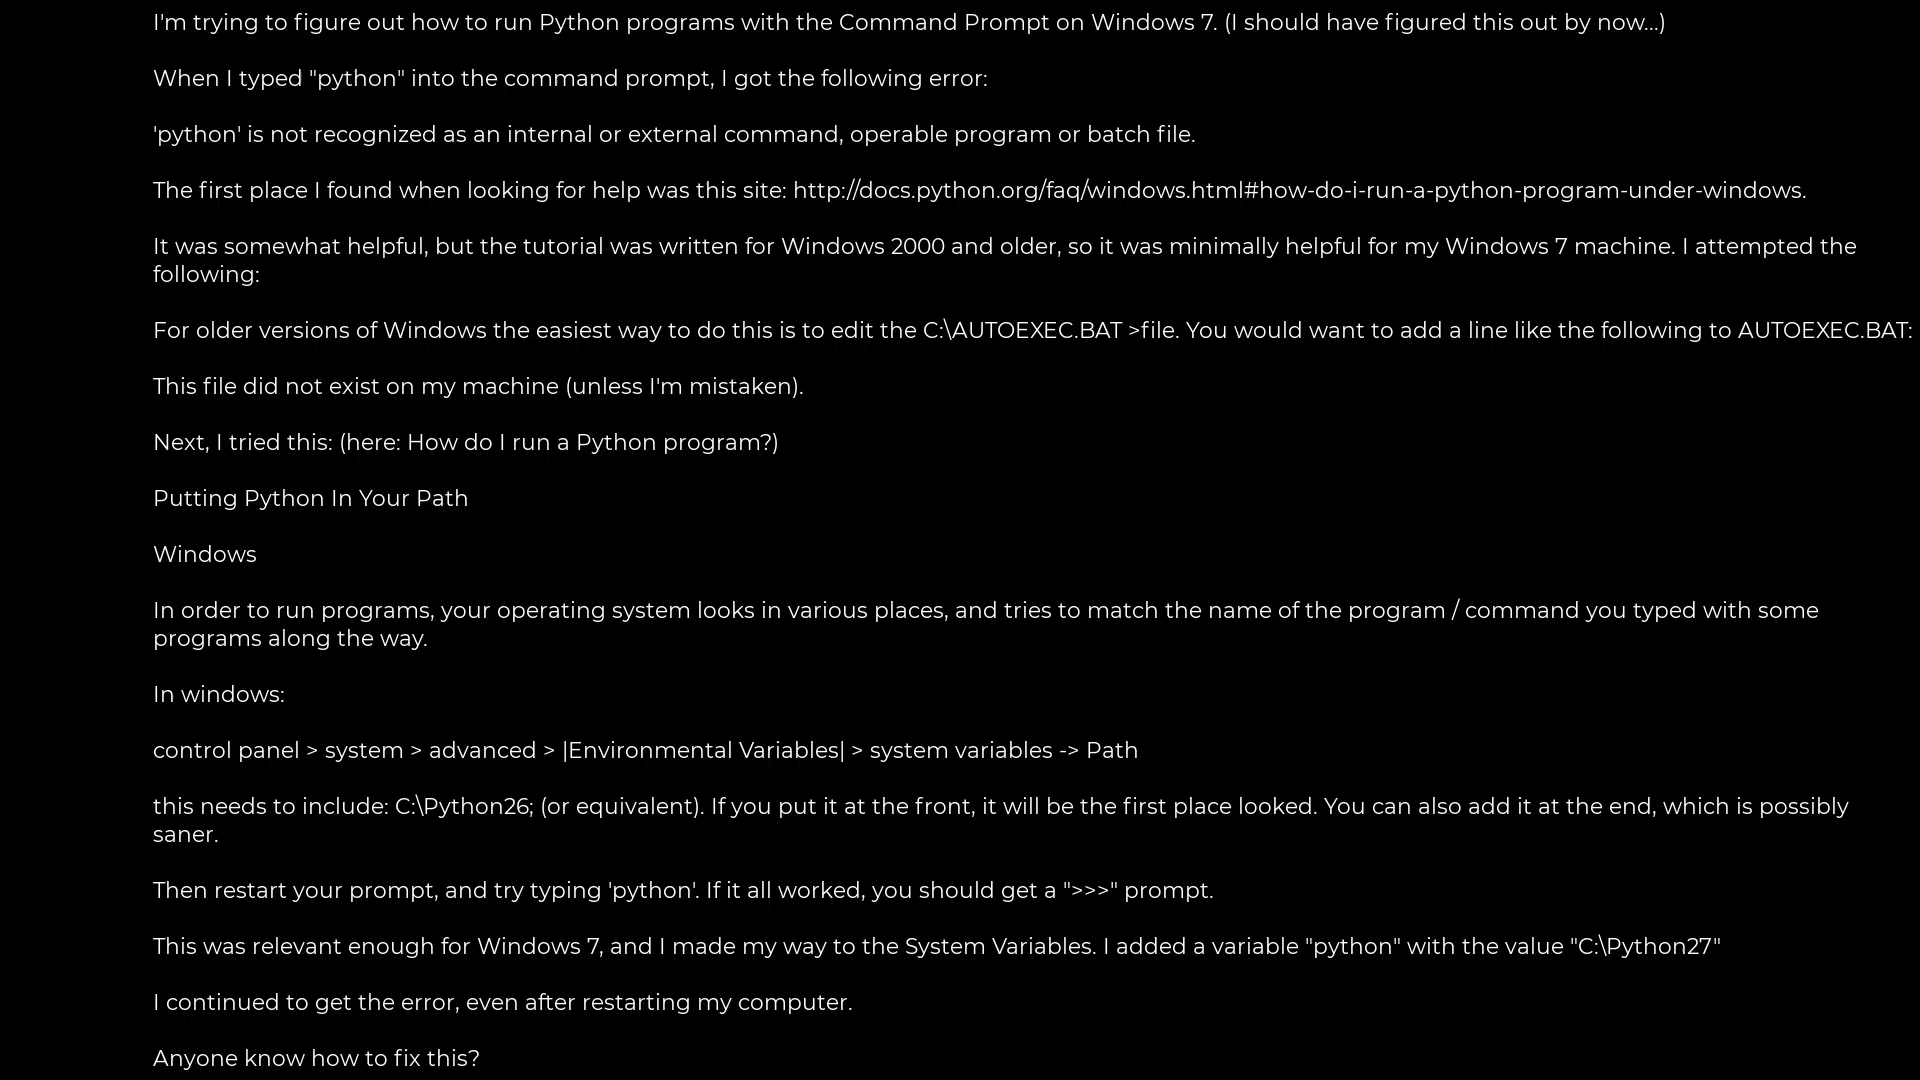 I'm trying to figure out how to run Python programs with the Command Prompt on Windows 7. (I should have figured this out by now...)
When I typed "python" into the command prompt, I got the following error:
'python' is not recognized as an internal or external command, operable program or batch file.
The first place I found when looking for help was this site: http://docs.python.org/faq/windows.html#how-do-i-run-a-python-program-under-windows.
It was somewhat helpful, but the tutorial was written for Windows 2000 and older, so it was minimally helpful for my Windows 7 machine. I attempted the
following:
For older versions of Windows the easiest way to do this is to edit the C:\AUTOEXEC.BAT >file. You would want to add a line like the following to AUTOEXEC.BAT:
This file did not exist on my machine (unless I'm mistaken).
Next, I tried this: (here: How do I run a Python program?)
Putting Python In Your Path
Windows
In order to run programs, your operating system looks in various places, and tries to match the name of the program / command you typed with some
programs along the way.
In windows:
control panel > system > advanced > |Environmental Variables| > system variables -> Path
this needs to include: C:\Python26; (or equivalent). If you put it at the front, it will be the first place looked. You can also add it at the end, which is possibly
saner.
Then restart your prompt, and try typing 'python'. If it all worked, you should get a ">>>" prompt.
This was relevant enough for Windows 7, and I made my way to the System Variables. I added a variable "python" with the value "C:\Python27"
I continued to get the error, even after restarting my computer.
Anyone know how to fix this?